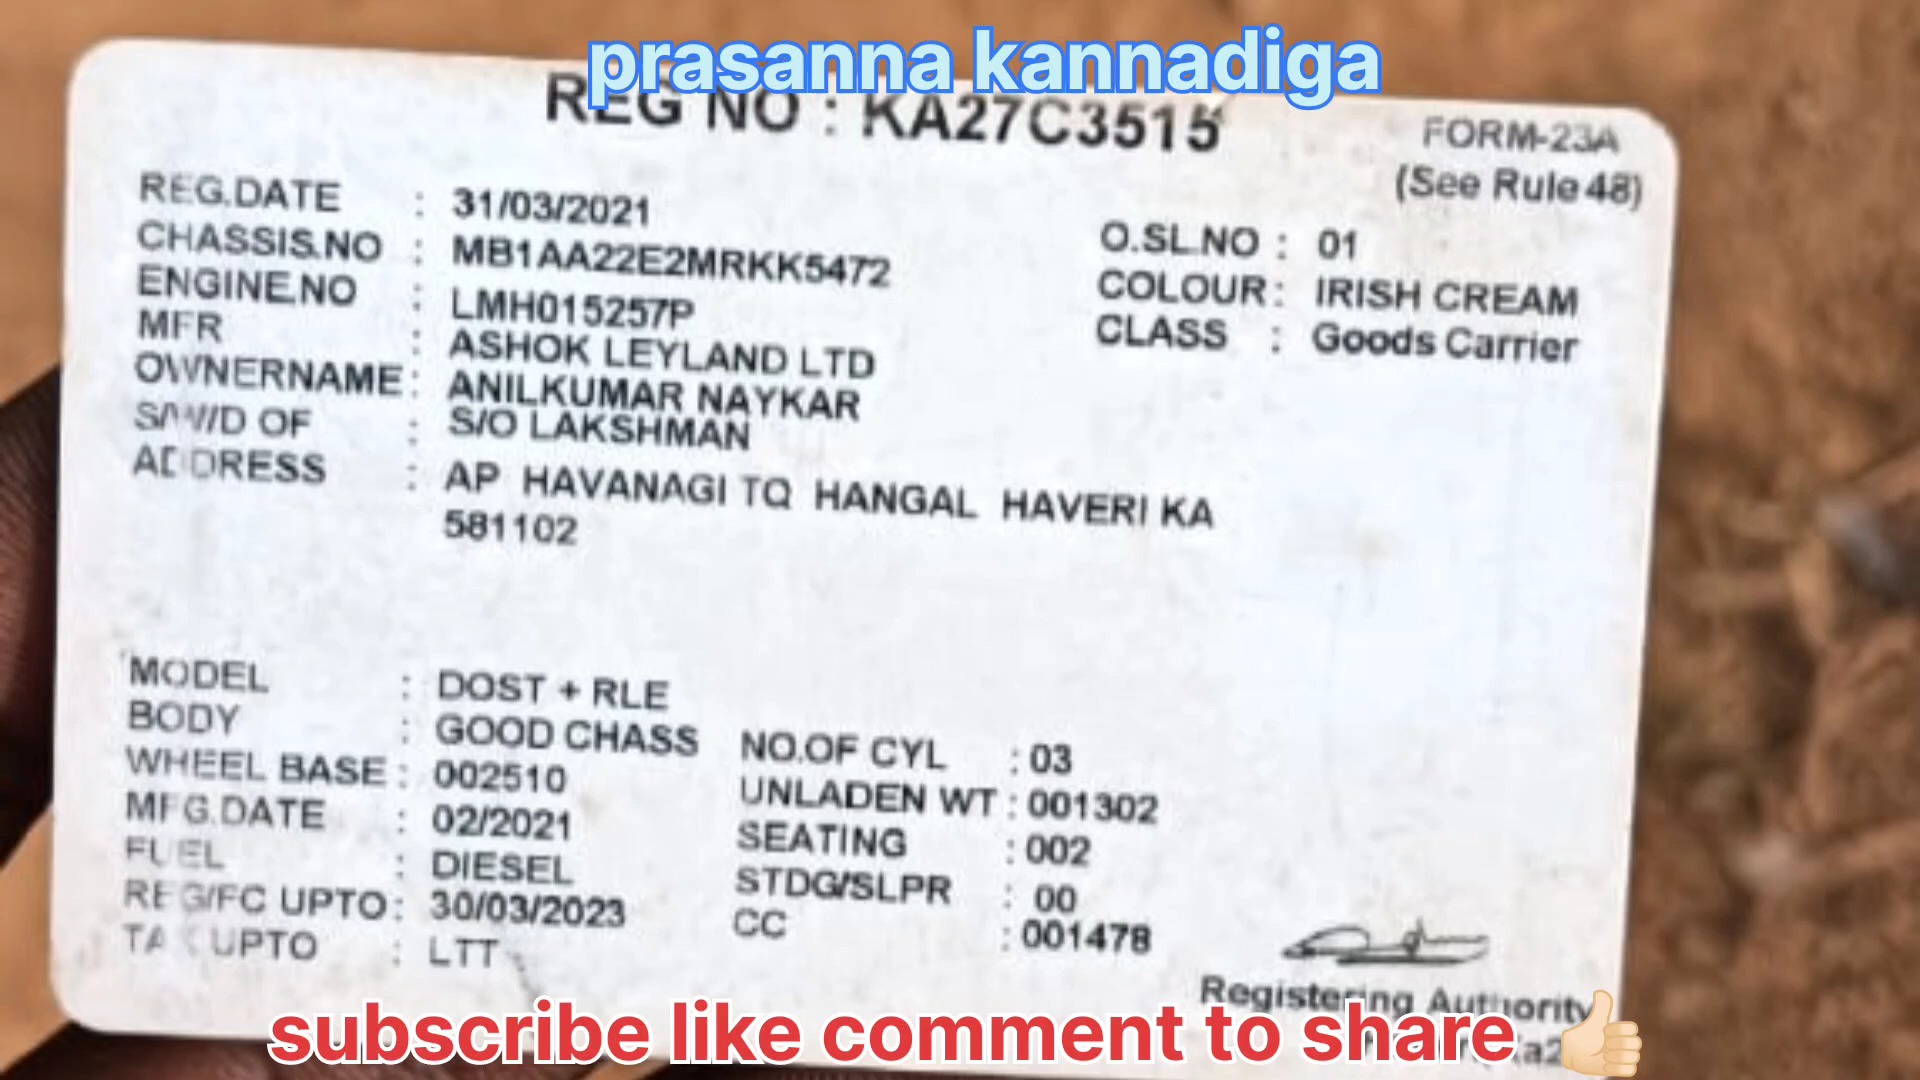 prasanna kannadiga
REG NO : KA27C3515
FORM-23A
(See Rule 48)
REG.DATE : 31/03/2021
CHASSIS.NO : MB1AA22E2MRKK5472
O.SL.NO : 01
ENGINE.NO : LMH015257P
COLOUR : IRISH CREAM
MFR : ASHOK LEYLAND LTD
CLASS : Goods Carrier
OWNERNAME : ANILKUMAR NAYKAR
S/W/D OF : S/O LAKSHMAN
ADDRESS : AP HAVANAGI TQ HANGAL HAVERI KA
581102
MODEL : DOST + RLE
BODY : GOOD CHASS
NO.OF CYL : 03
WHEEL BASE : 002510
UNLADEN WT : 001302
MFG.DATE : 02/2021
SEATING : 002
FUEL : DIESEL
STDG/SLPR : 00
REG/FC UPTO : 30/03/2023
CC : 001478
TAX UPTO : LTT
Registering Authority
subscribe like comment to share